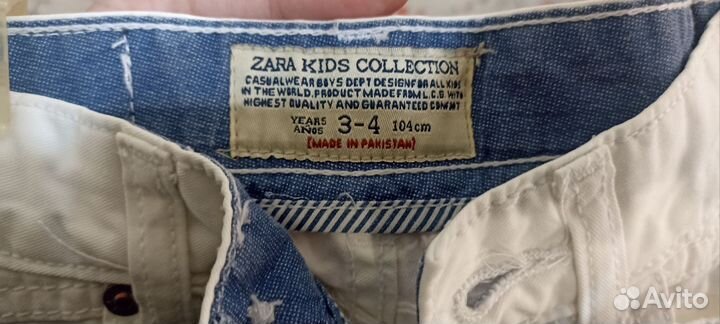 ZARA KIDS COLLECTION
CASUALWEAR BOYS DEPT DESIGN FOR ALL KIDS
IN THE WORLD. PRODUCT MADE FROM L.C.G. WITH
HIGHEST QUALITY AND GUARANTEED COMFORT
YEARS
AÑOS 3-4 104cm
[MADE IN PAKISTAN]
Avito